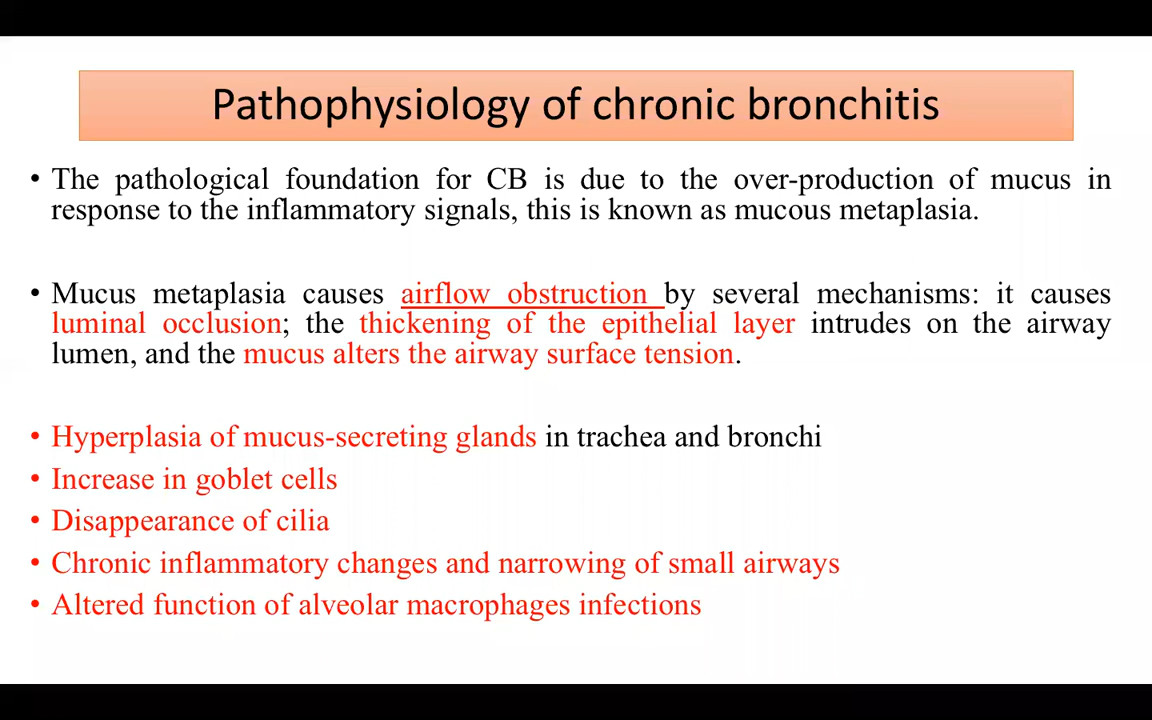 Pathophysiology of chronic bronchitis
• The pathological foundation for CB is due to the over-production of mucus in
response to the inflammatory signals, this is known as mucous metaplasia.
• Mucus metaplasia causes airflow obstruction by several mechanisms: it causes
luminal occlusion; the thickening of the epithelial layer intrudes on the airway
lumen, and the mucus alters the airway surface tension.
• Hyperplasia of mucus-secreting glands in trachea and bronchi
• Increase in goblet cells
• Disappearance of cilia
• Chronic inflammatory changes and narrowing of small airways
• Altered function of alveolar macrophages infections